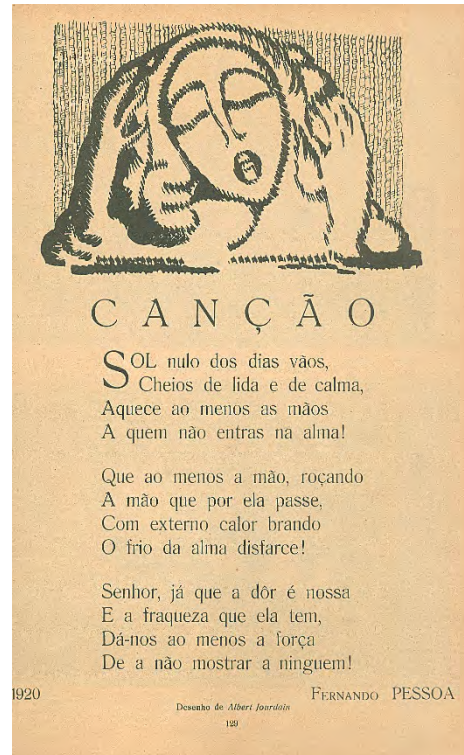 CANÇÃO
SOL nulo dos dias vãos,
Cheios de lida e de calma,
Aquece ao menos as mãos
A quem não entras na alma!
Que ao menos a mão, roçando
A mão que por ela passe,
Com externo calor brando
O frio da alma disfarce!
Senhor, já que a dôr é nossa
E a fraqueza que ela tem,
Dá-nos ao menos a força
De a não mostrar a ninguem!
1920 FERNANDO PESSOA
Desenho de Albert Jourdain
129